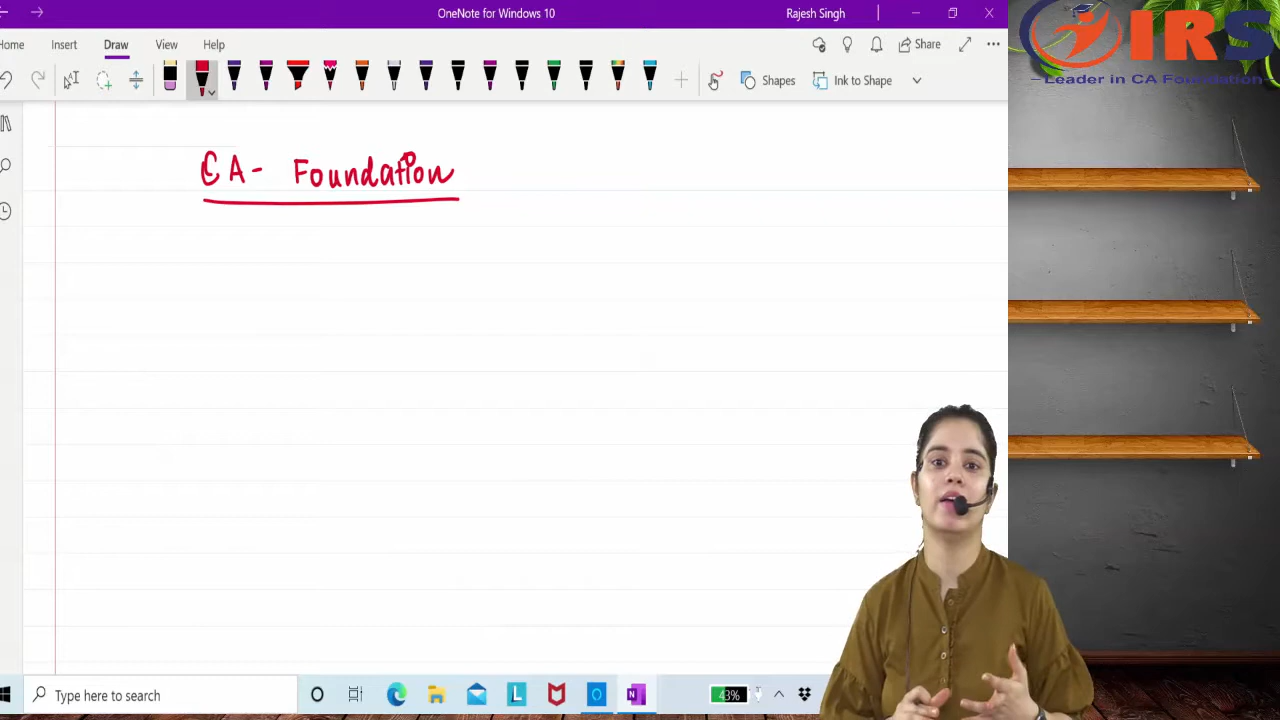 OneNote for Windows 10
Rajesh Singh
Home Insert Draw View Help
Share
Shapes
Ink to Shape
IRS
-Leader in CA Foundation-
CA- Foundation
Type here to search
L
N
43%